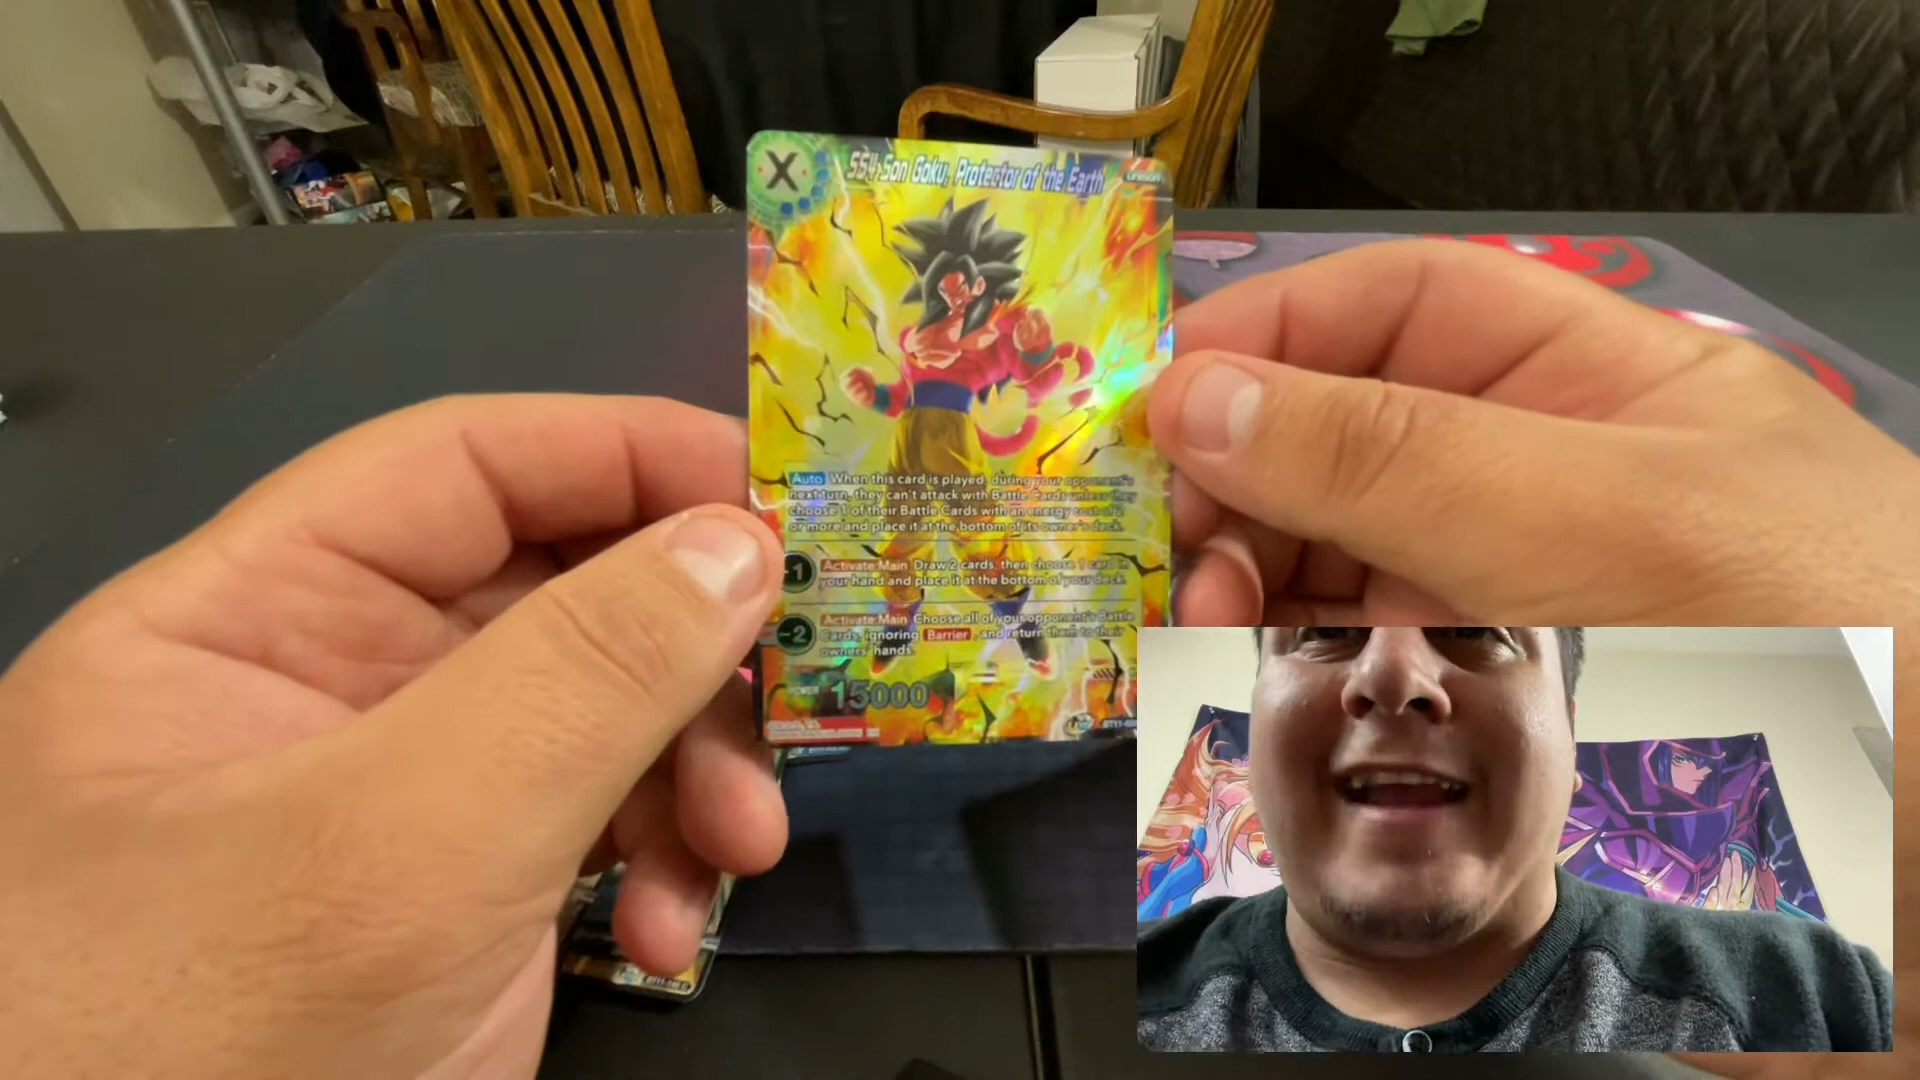 X
SS4 Son Goku, Protector of the Earth
Auto When this card is played, during your opponent's
next turn, they can't attack with Battle Cards unless they
choose 1 of their Battle Cards with an energy cost of 2
or more and place it at the bottom of its owner's deck.
-1 Activate:Main Draw 2 cards, then choose 1 card in
your hand and place it at the bottom of your deck.
-2 Activate:Main Choose all of your opponent's Battle
Cards, ignoring Barrier, and return them to their
owners' hands.
POWER 15000